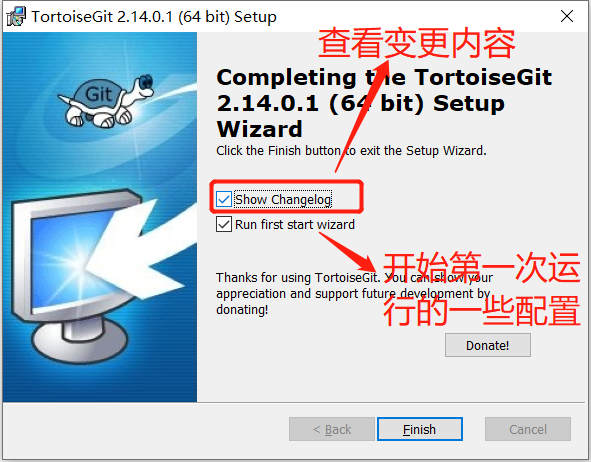 TortoiseGit 2.14.0.1 (64 bit) Setup
查看变更内容
Git
Completing the TortoiseGit
2.14.0.1 (64 bit) Setup
Wizard
Click the Finish button to exit the Setup Wizard.
Show Changelog
Run first start wizard
开始第一次运
行的一些配置
Thanks for using TortoiseGit. You can show your
appreciation and support future development by
donating!
Donate!
< Back
Finish
Cancel